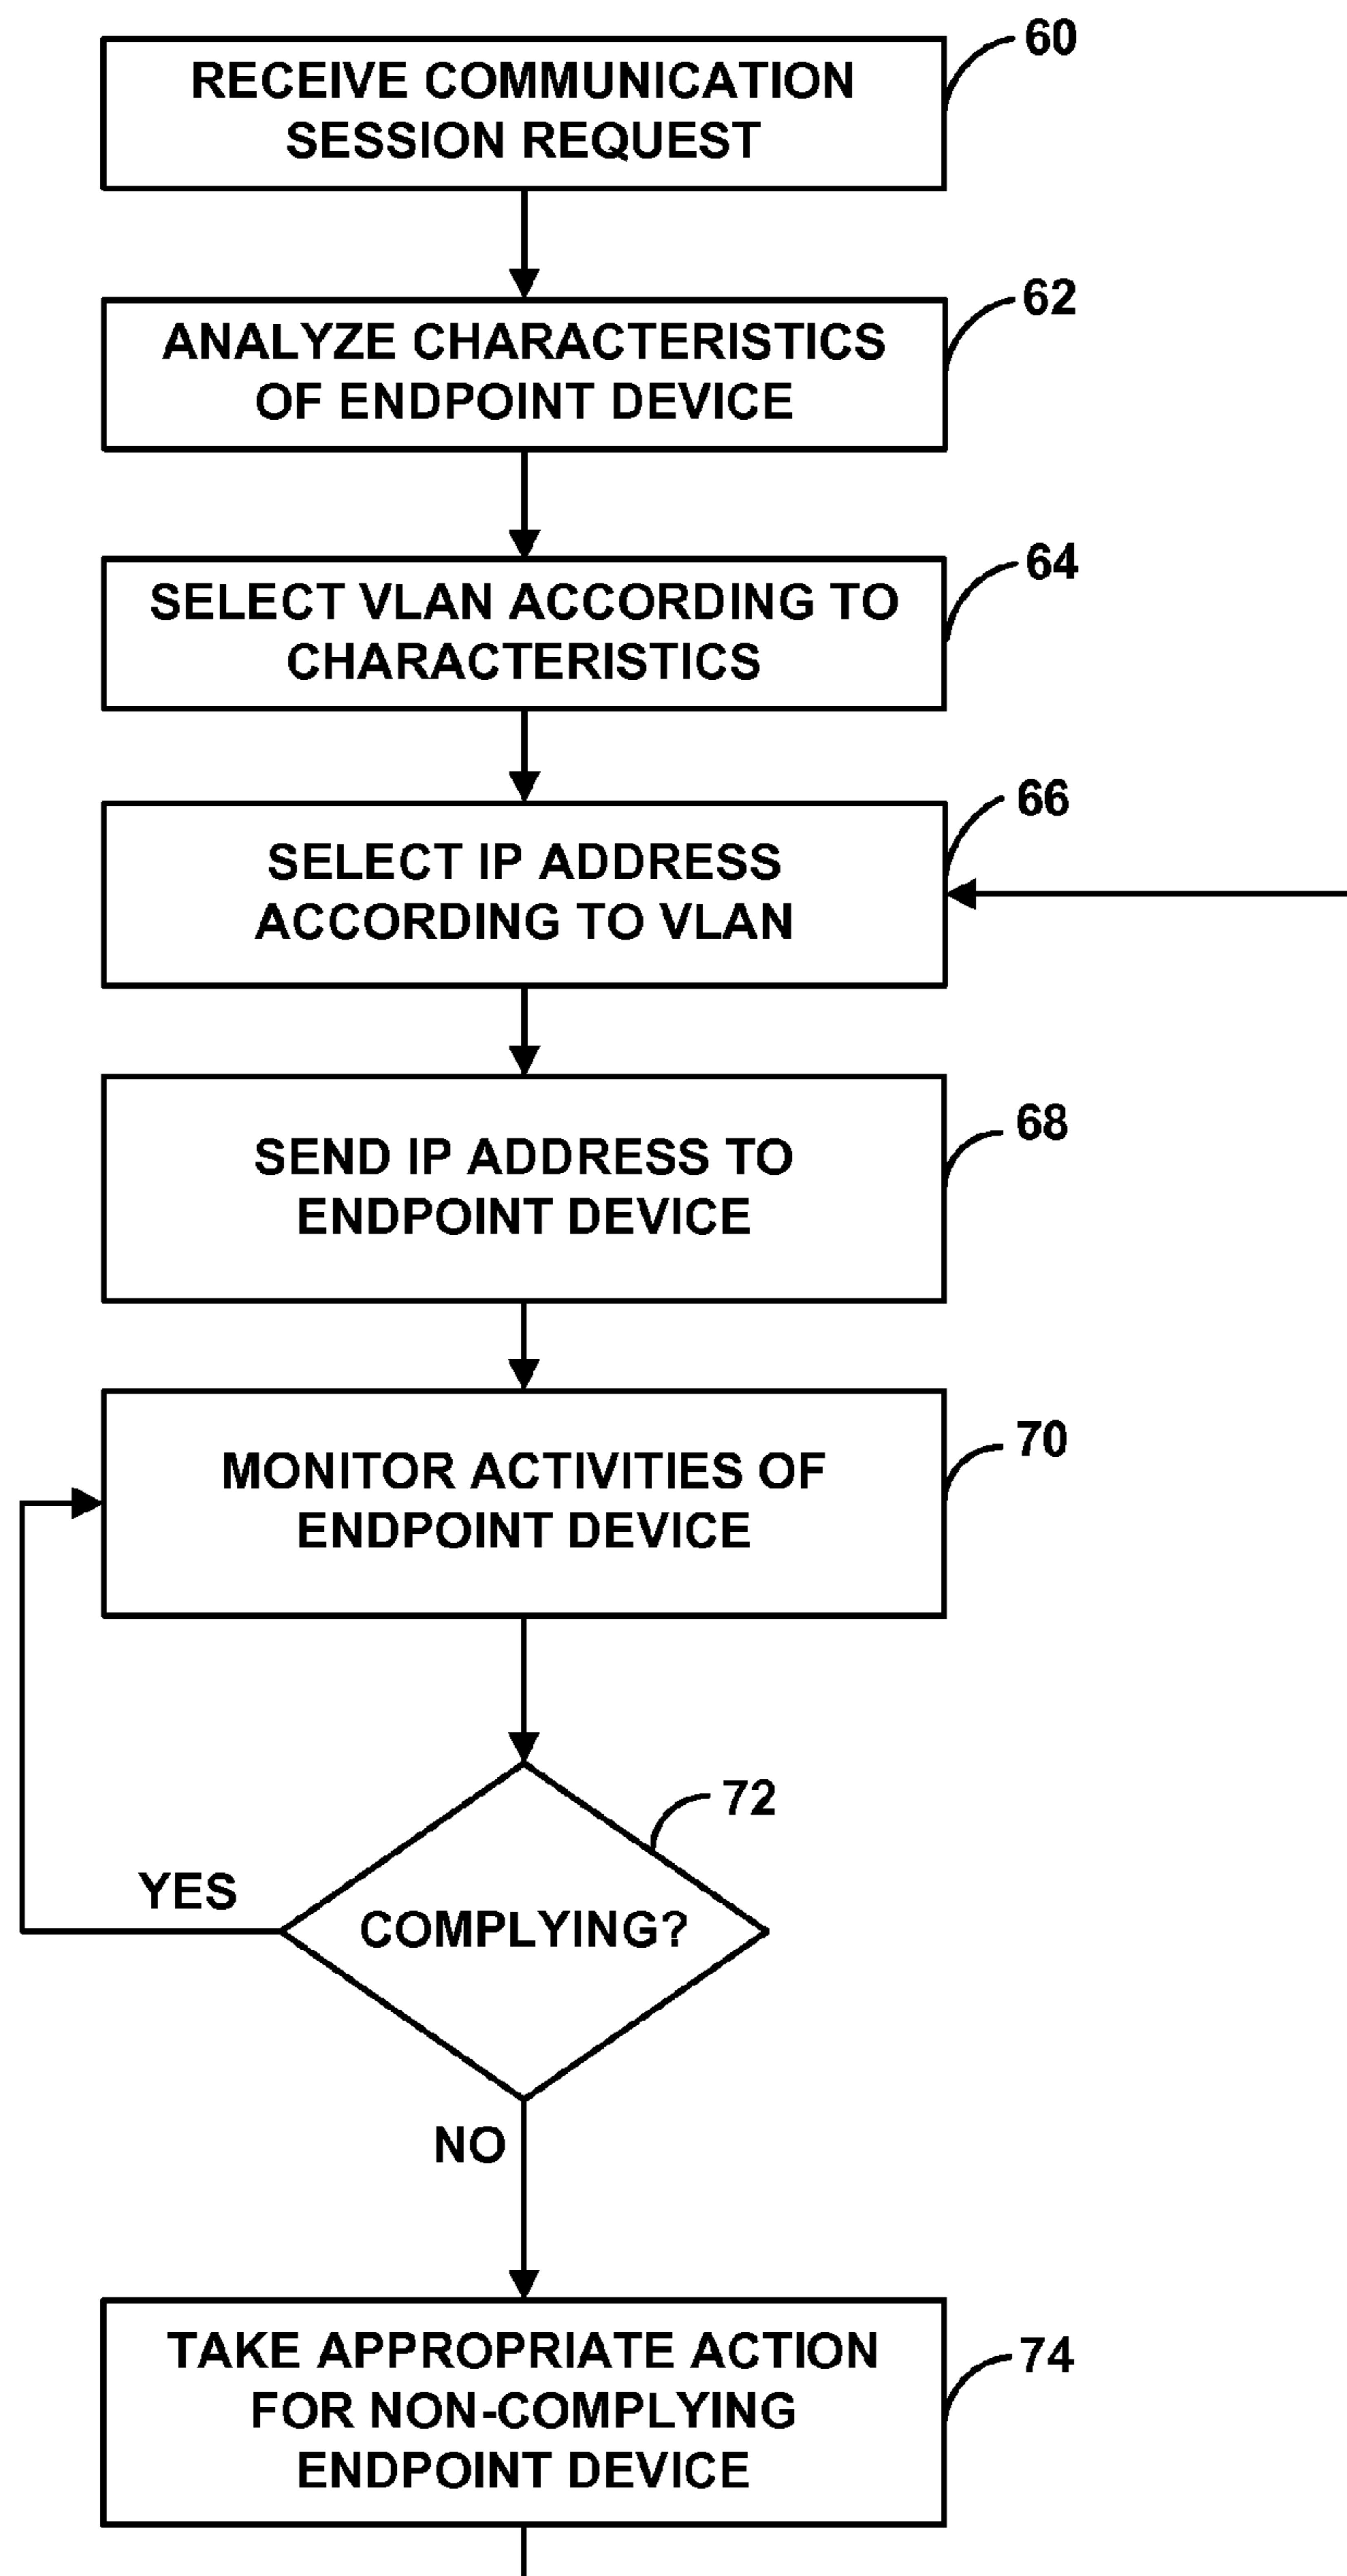 RECEIVE COMMUNICATION
SESSION REQUEST
60
ANALYZE CHARACTERISTICS
OF ENDPOINT DEVICE
62
SELECT VLAN ACCORDING TO
CHARACTERISTICS
64
SELECT IP ADDRESS
ACCORDING TO VLAN
66
SEND IP ADDRESS TO
ENDPOINT DEVICE
68
MONITOR ACTIVITIES OF
ENDPOINT DEVICE
70
72
YES
COMPLYING?
NO
TAKE APPROPRIATE ACTION
FOR NON-COMPLYING
ENDPOINT DEVICE
74